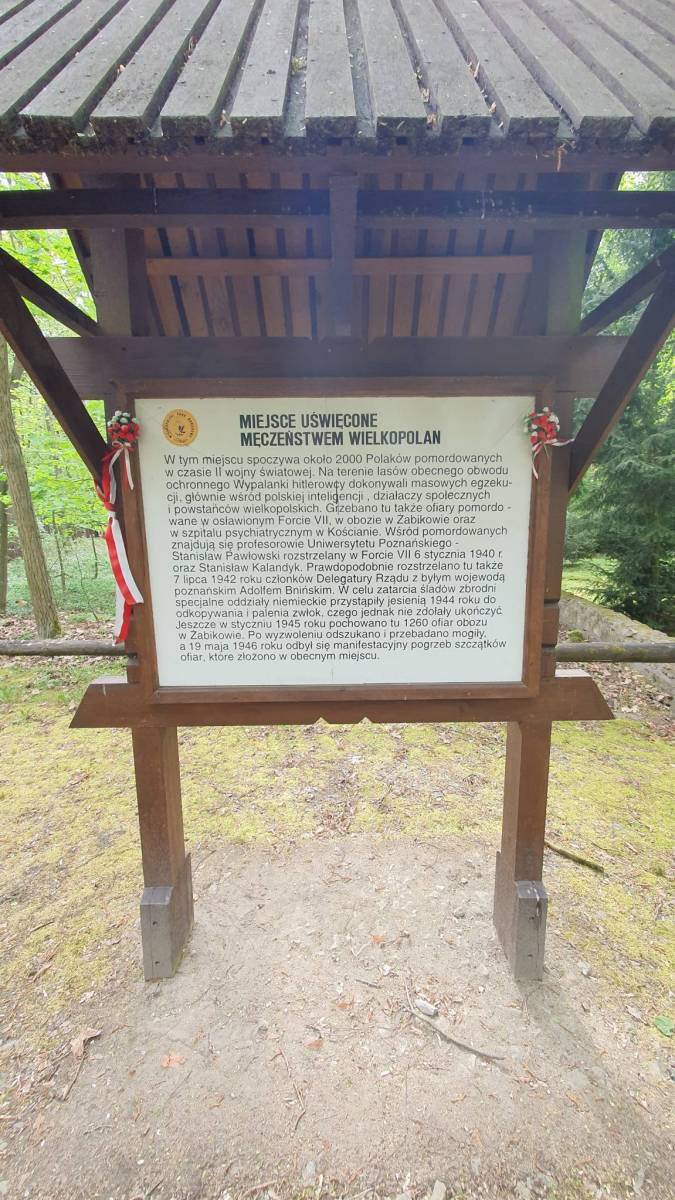 MIEJSCE UŚWIĘCONE
MĘCZEŃSTWEM WIELKOPOLAN
W tym miejscu spoczywa około 2000 Polaków pomordowanych
w czasie II wojny światowej. Na terenie lasów obecnego obwodu
ochronnego Wypalanki hitlerowcy dokonywali masowych egzeku-
cji, głównie wśród polskiej inteligencji , działaczy społecznych
i powstańców wielkopolskich. Grzebano tu także ofiary pomordo -
wane w osławionym Forcie VII, w obozie w Żabikowie oraz
w szpitalu psychiatrycznym w Kościanie. Wśród pomordowanych
znajdują się profesorowie Uniwersytetu Poznańskiego -
Stanisław Pawłowski rozstrzelany w Forcie VII 6 stycznia 1940 r.
oraz Stanisław Kalandyk. Prawdopodobnie rozstrzelano tu także
7 lipca 1942 roku członków Delegatury Rządu z byłym wojewodą
poznańskim Adolfem Bnińskim. W celu zatarcia śladów zbrodni
specjalne oddziały niemieckie przystąpiły jesienią 1944 roku do
odkopywania i palenia zwłok, czego jednak nie zdołały ukończyć.
Jeszcze w styczniu 1945 roku pochowano tu 1260 ofiar obozu
w Żabikowie. Po wyzwoleniu odszukano i przebadano mogiły,
a 19 maja 1946 roku odbył się manifestacyjny pogrzeb szczątków
ofiar, które złożono w obecnym miejscu.